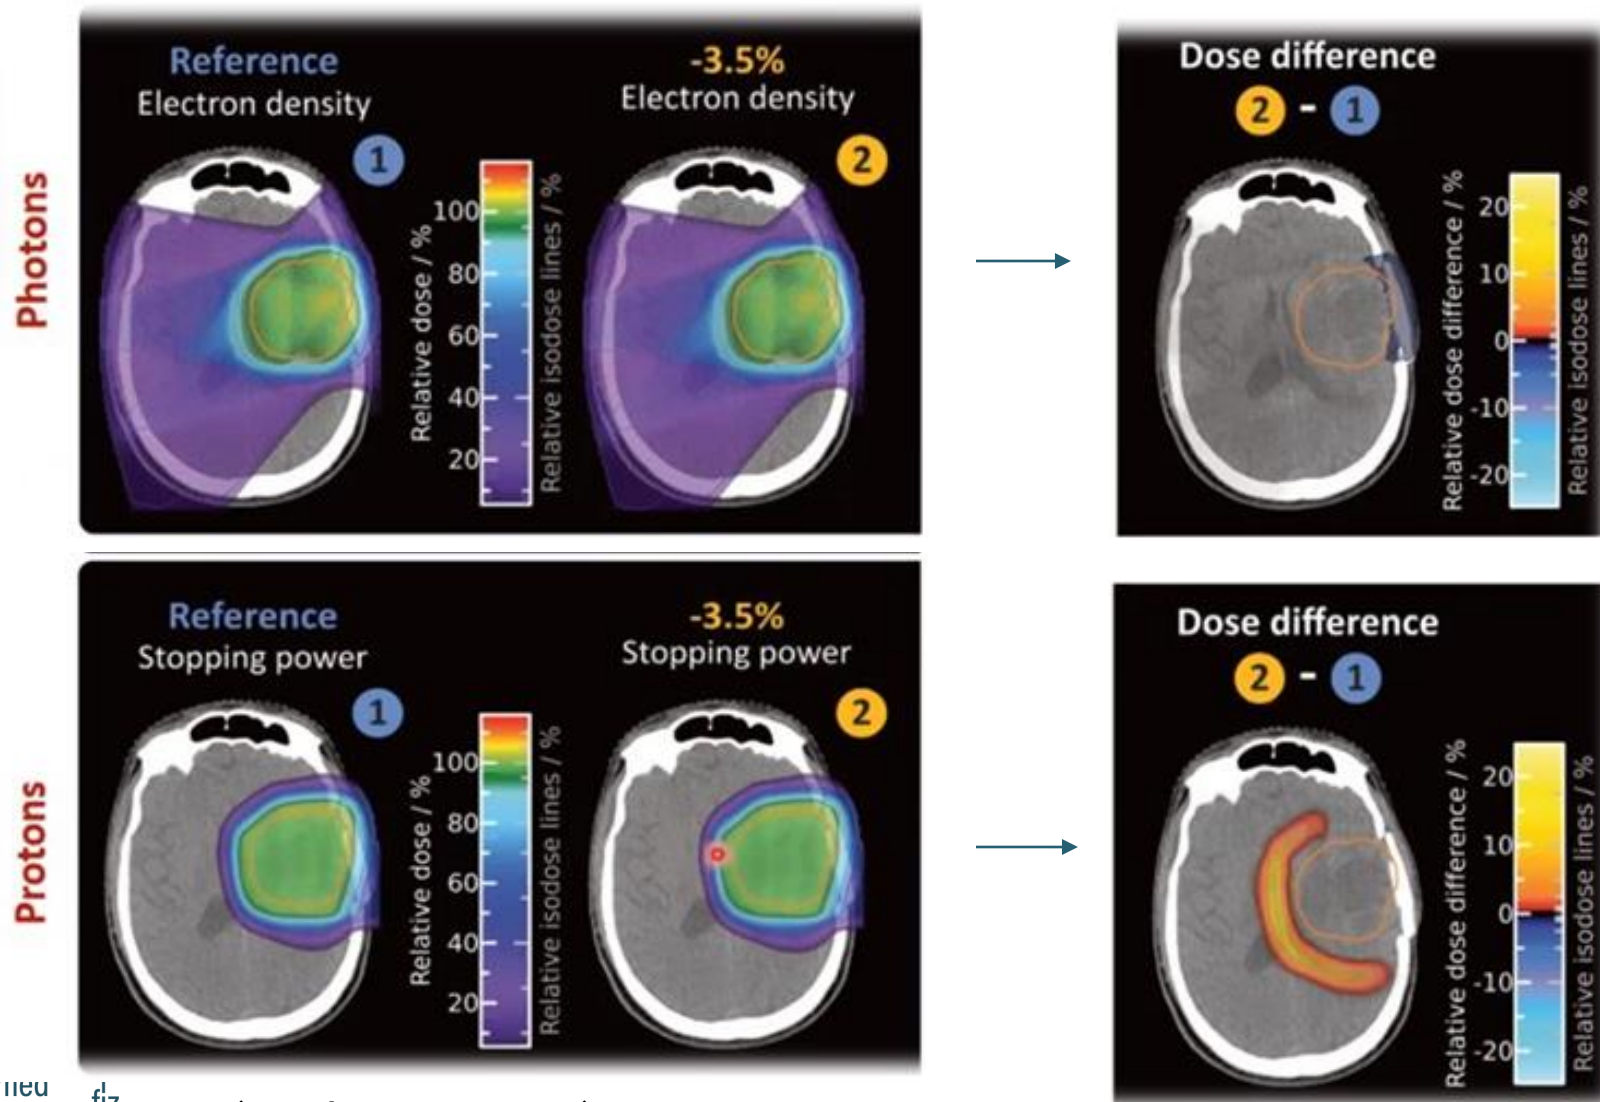 Photons
Reference
Electron density
1
-3.5%
Electron density
2
Relative dose / %
100
80
60
40
20
Relative isodose lines / %
Dose difference
2 - 1
Relative dose difference / %
20
10
0
-10
-20
Relative isodose lines / %
Protons
Reference
Stopping power
1
-3.5%
Stopping power
2
Relative dose / %
100
80
60
40
20
Relative isodose lines / %
Dose difference
2 - 1
Relative dose difference / %
20
10
0
-10
-20
Relative isodose lines / %